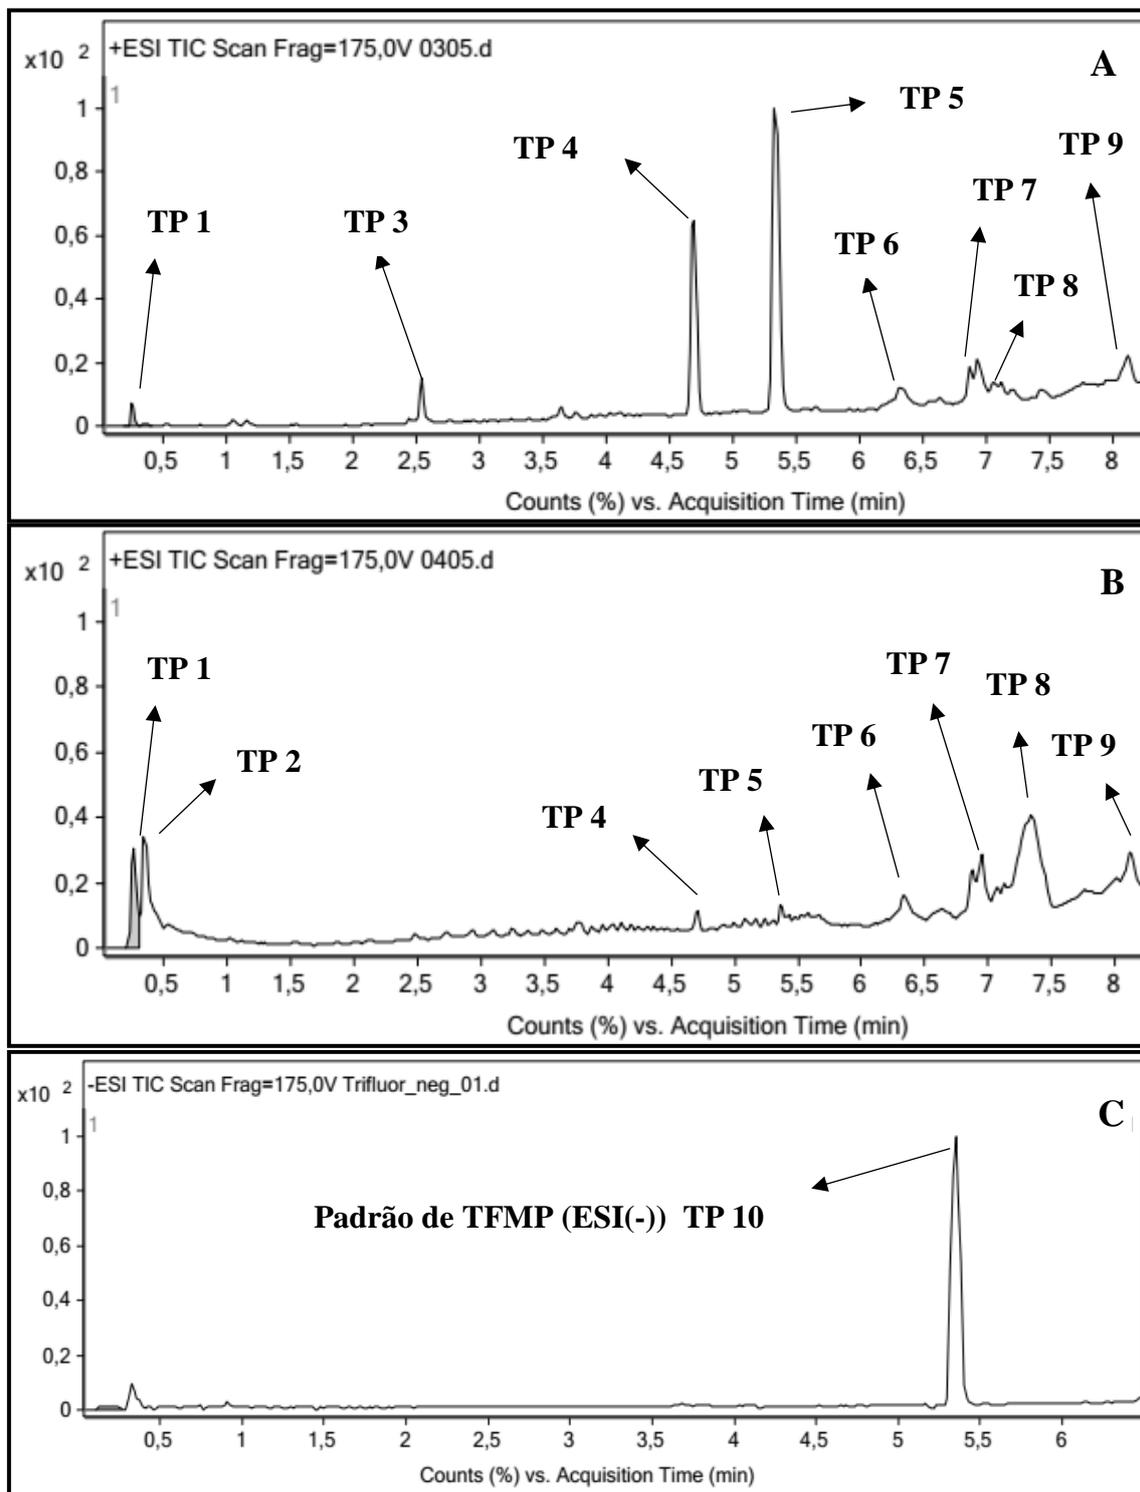 x10 2
+ESI TIC Scan Frag=175,0V 0305.d
A
1
1
0,8
0,6
0,4
0,2
0
TP 1
TP 3
TP 4
TP 5
TP 6
TP 7
TP 8
TP 9
0,5 1 1,5 2 2,5 3 3,5 4 4,5 5 5,5 6 6,5 7 7,5 8
Counts (%) vs. Acquisition Time (min)
x10 2
+ESI TIC Scan Frag=175,0V 0405.d
B
1
1
0,8
0,6
0,4
0,2
0
TP 1
TP 2
TP 4
TP 5
TP 6
TP 7
TP 8
TP 9
0,5 1 1,5 2 2,5 3 3,5 4 4,5 5 5,5 6 6,5 7 7,5 8
Counts (%) vs. Acquisition Time (min)
x10 2
-ESI TIC Scan Frag=175,0V Trifluor_neg_01.d
C
1
1
0,8
0,6
0,4
0,2
0
Padrão de TFMP (ESI(-)) TP 10
0,5 1 1,5 2 2,5 3 3,5 4 4,5 5 5,5 6
Counts (%) vs. Acquisition Time (min)